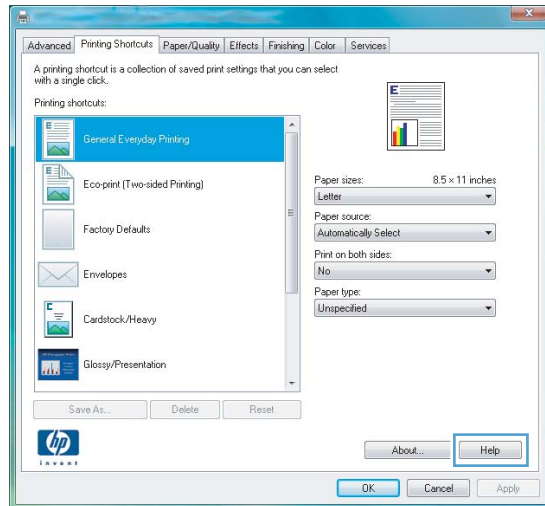 Advanced Printing Shortcuts Paper/Quality Effects Finishing Color Services
A printing shortcut is a collection of saved print settings that you can select
with a single click.
Printing shortcuts:
E
General Everyday Printing
E
Eco-print (Two-sided Printing)
Factory Defaults
Envelopes
E
Cardstock/Heavy
Glossy/Presentation
Save As... Delete Reset
E
Paper sizes: 8.5 × 11 inches
Letter
Paper source:
Automatically Select
Print on both sides:
No
Paper type:
Unspecified
hp
invent
About... Help
OK Cancel Apply